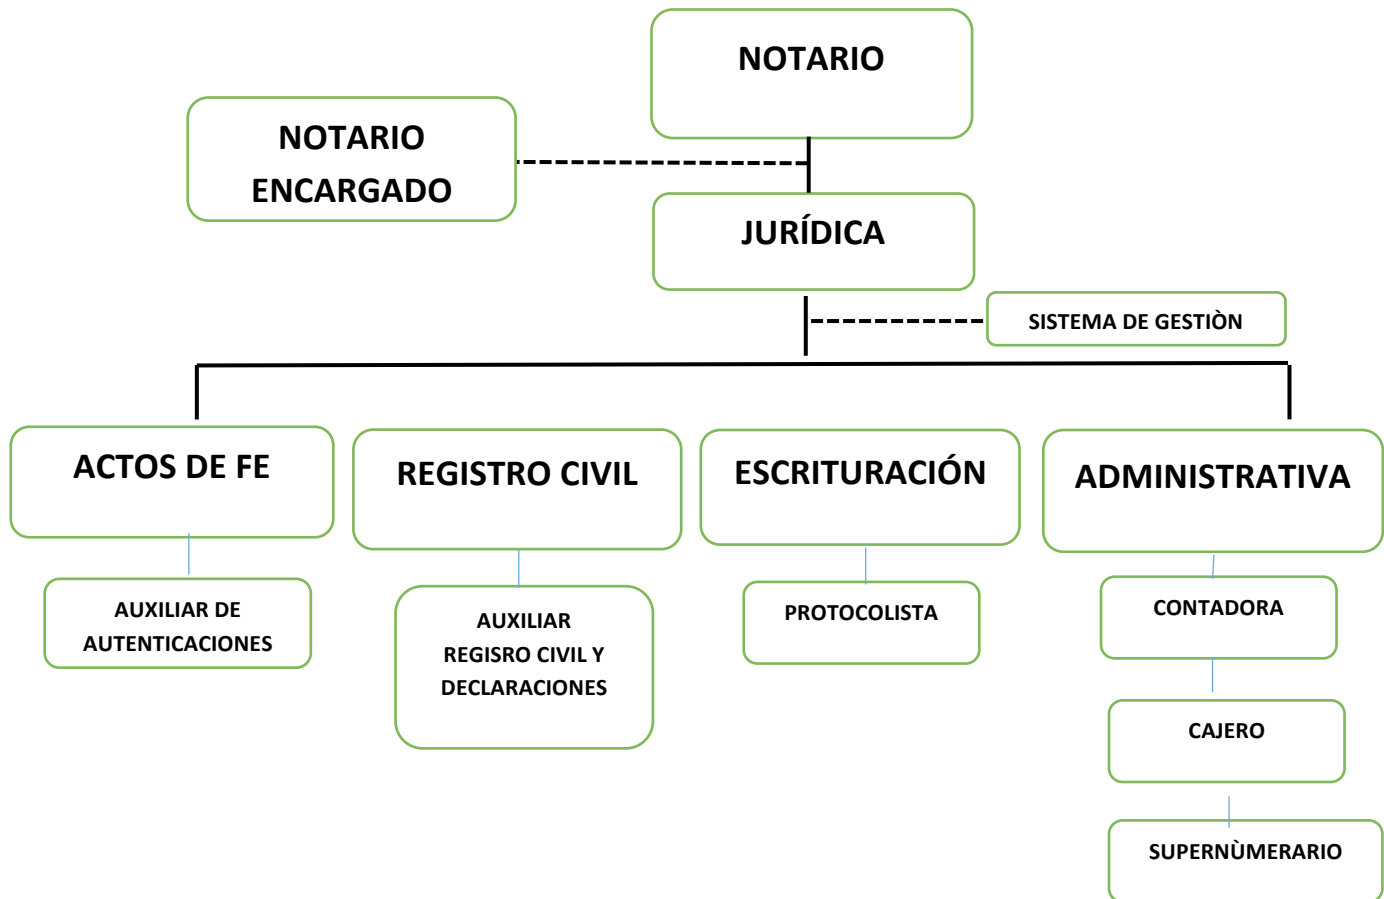 NOTARIO
NOTARIO
ENCARGADO
JURÍDICA
SISTEMA DE GESTIÒN
ACTOS DE FE
REGISTRO CIVIL
ESCRITURACIÓN
ADMINISTRATIVA
AUXILIAR DE
AUTENTICACIONES
AUXILIAR
REGISRO CIVIL Y
DECLARACIONES
PROTOCOLISTA
CONTADORA
CAJERO
SUPERNÙMERARIO